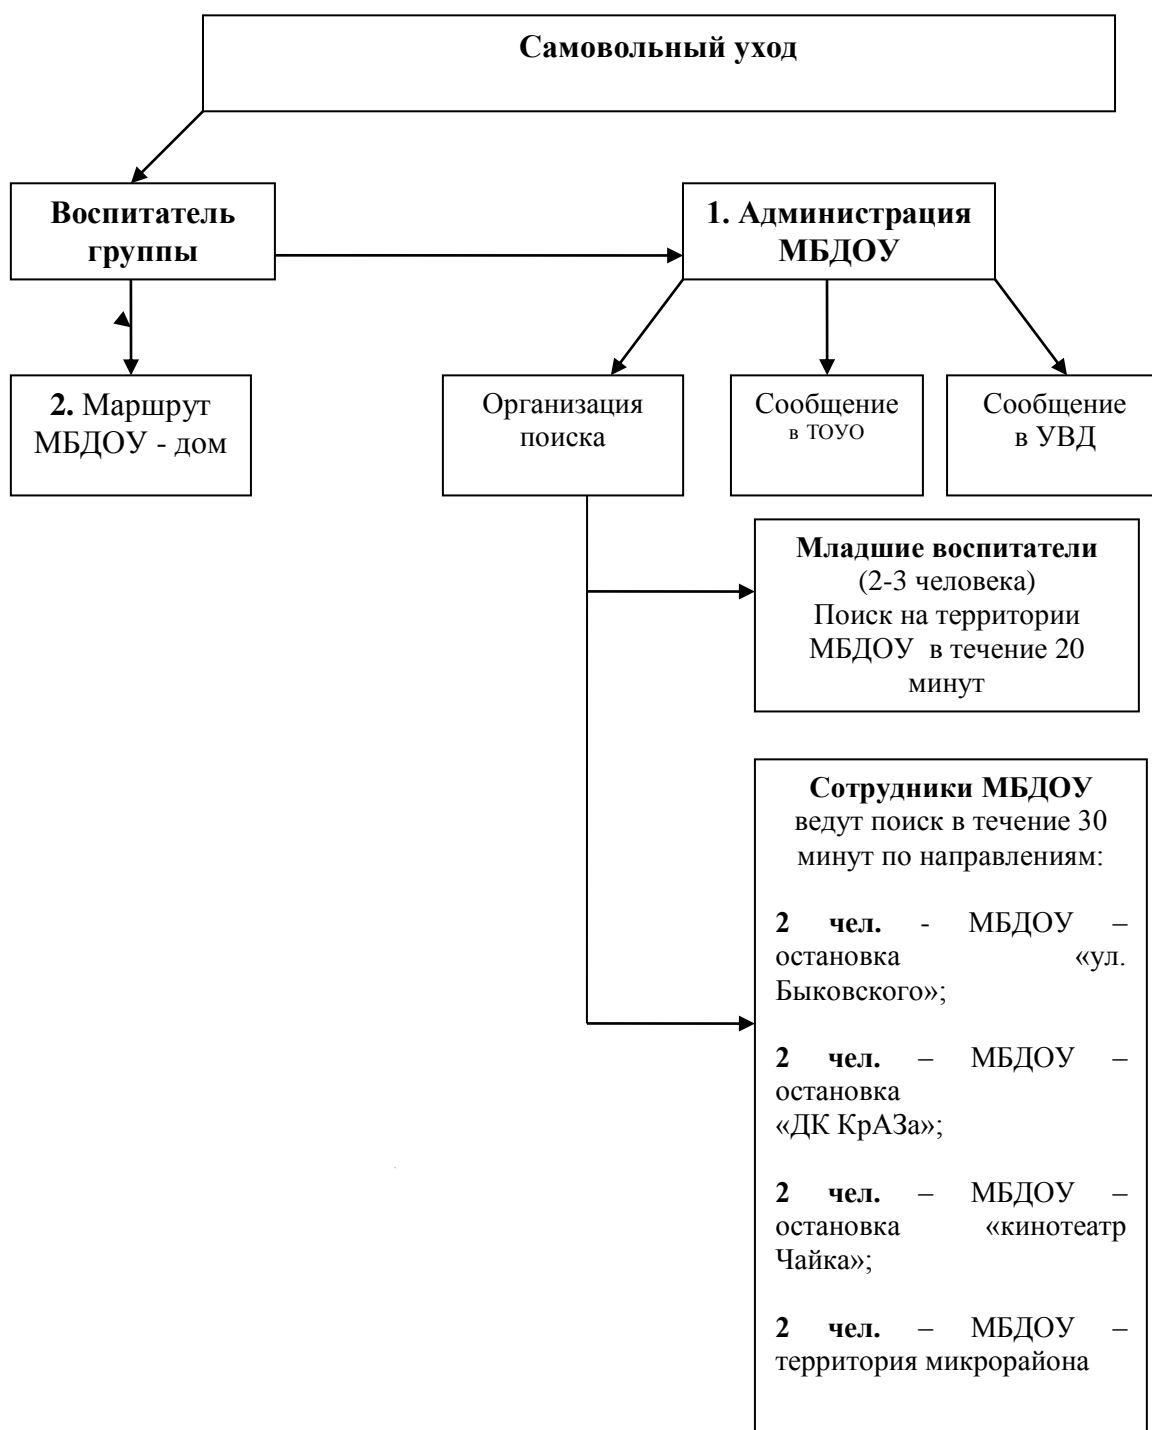 Самовольный уход
Воспитатель
группы
1. Администрация
МБДОУ
2. Маршрут
МБДОУ - дом
Организация
поиска
Сообщение
в ТОУО
Сообщение
в УВД
Младшие воспитатели
(2-3 человека)
Поиск на территории
МБДОУ в течение 20
минут
Сотрудники МБДОУ
ведут поиск в течение 30
минут по направлениям:
2 чел. - МБДОУ –
остановка «ул.
Быковского»;
2 чел. – МБДОУ –
остановка
«ДК КрАЗа»;
2 чел. – МБДОУ –
остановка «кинотеатр
Чайка»;
2 чел. – МБДОУ –
территория микрорайона